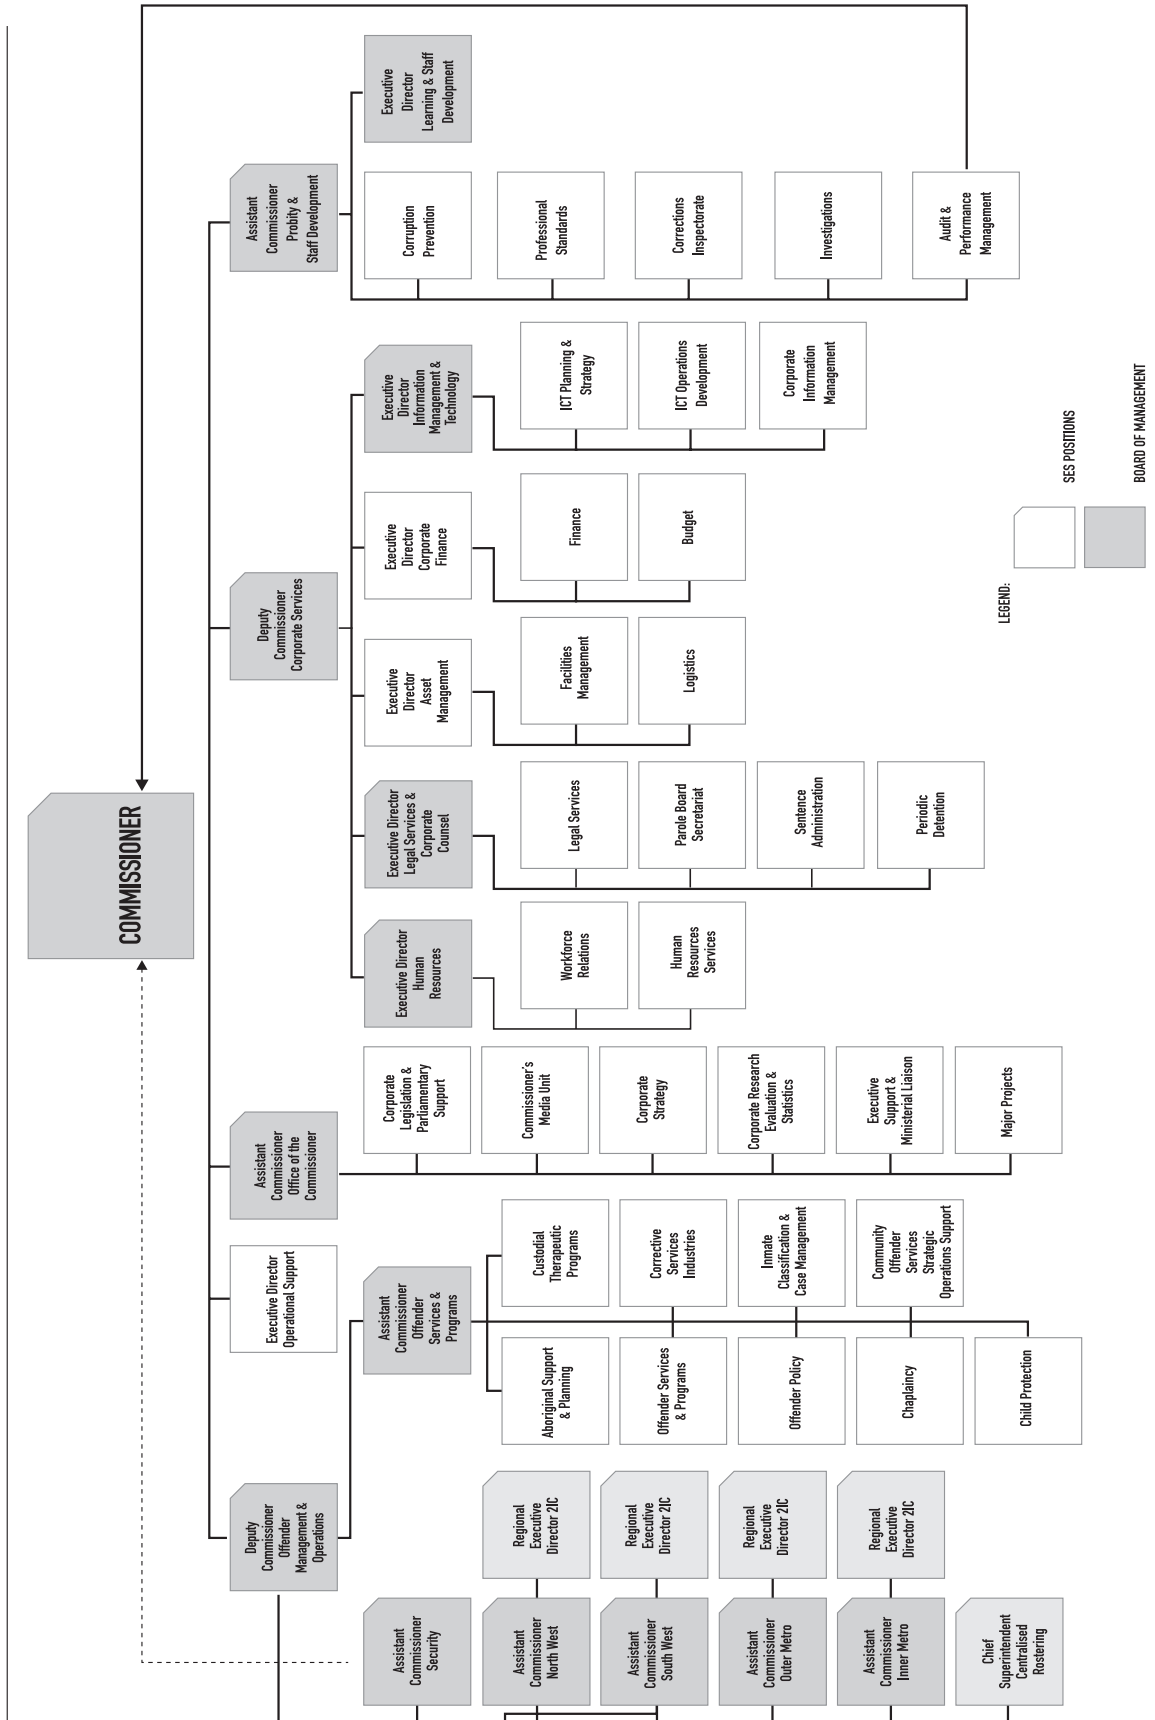 COMMISSIONER
Deputy
Commissioner
Offender
Management &
Operations
Executive Director
Operational Support
Assistant
Commissioner
Office of the
Commissioner
Deputy
Commissioner
Corporate Services
Assistant
Commissioner
Probity &
Staff Development
Assistant
Commissioner
Security
Assistant
Commissioner
North West
Regional
Executive
Director 2IC
Assistant
Commissioner
South West
Regional
Executive
Director 2IC
Assistant
Commissioner
Outer Metro
Regional
Executive
Director 2IC
Assistant
Commissioner
Inner Metro
Regional
Executive
Director 2IC
Chief
Superintendent
Centralised
Rostering
Assistant
Commissioner
Offender
Services &
Programs
Aboriginal Support
& Planning
Custodial
Therapeutic
Programs
Offender Services
& Programs
Corrective
Services
Industries
Offender Policy
Inmate
Classification &
Case Management
Chaplaincy
Community
Offender
Services
Strategic
Operations Support
Child Protection
Corporate
Legislation &
Parliamentary
Support
Commissioner's
Media Unit
Corporate
Strategy
Corporate Research
Evaluation &
Statistics
Executive
Support &
Ministerial Liaison
Major Projects
Executive Director
Human
Resources
Workforce
Relations
Human
Resources
Services
Executive Director
Legal Services &
Corporate
Counsel
Legal Services
Parole Board
Secretariat
Sentence
Administration
Periodic
Detention
Executive
Director
Asset
Management
Facilities
Management
Logistics
Executive
Director
Corporate
Finance
Finance
Budget
Executive
Director
Information
Management &
Technology
ICT Planning &
Strategy
ICT Operations
Development
Corporate
Information
Management
Corruption
Prevention
Professional
Standards
Corrections
Inspectorate
Investigations
Audit &
Performance
Management
Executive
Director
Learning & Staff
Development
LEGEND:
SES POSITIONS
BOARD OF MANAGEMENT